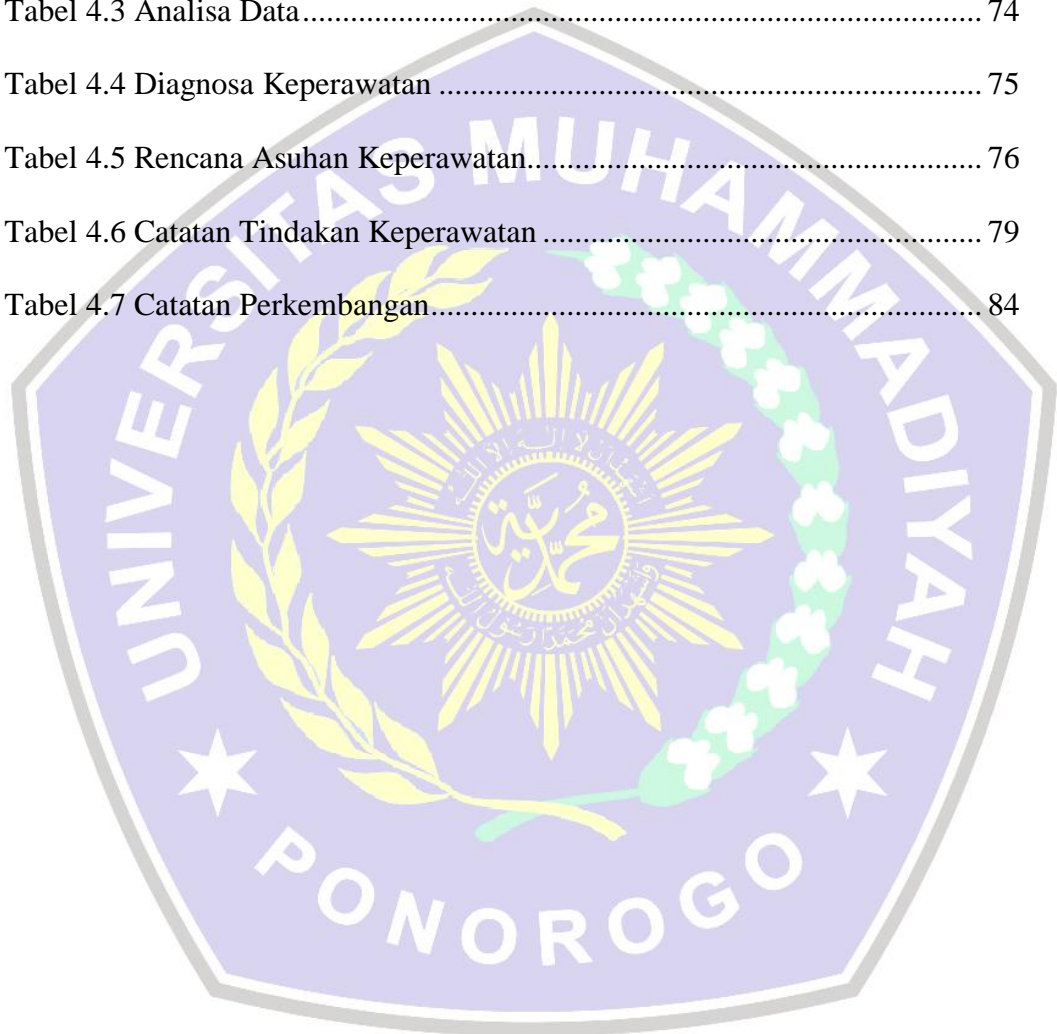 Tabel 4.3 Analisa Data.......................................................................................74
Tabel 4.4 Diagnosa Keperawatan .....................................................................75
Tabel 4.5 Rencana Asuhan Keperawatan..........................................................76
Tabel 4.6 Catatan Tindakan Keperawatan ........................................................79
Tabel 4.7 Catatan Perkembangan......................................................................84
UNIVERSITAS MUHAMMADIYAH
PONOROGO
محمدية